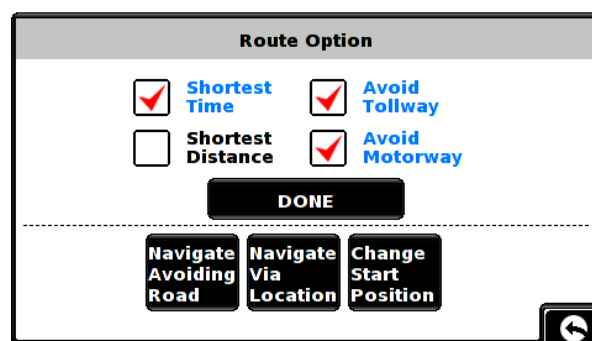 Route Option
Shortest Time
Avoid Tollway
Shortest Distance
Avoid Motorway
DONE
Navigate Avoiding Road
Navigate Via Location
Change Start Position